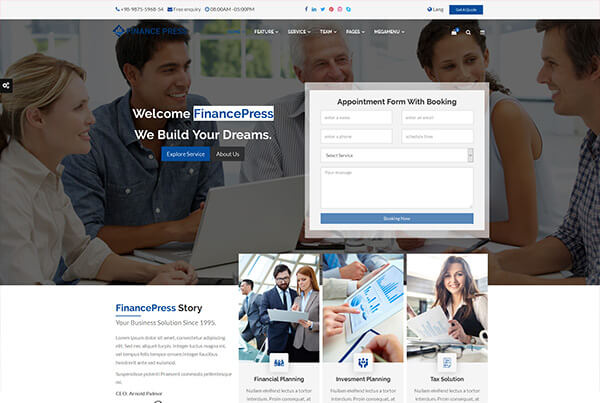 +98-9875-5968-54 Free enquiry 08:00AM -05:00PM
Lang
Get A Quote
FINANCE PRESS
HOME FEATURE SERVICE TEAM PAGES MEGAMENU
Welcome FinancePress
We Build Your Dreams.
Explore Service About Us
Appointment Form With Booking
enter a name enter an email
enter a phone schedule time
Select Service
Your message
Booking Now
FinancePress Story
Your Business Solution Since 1995.
Lorem ipsum dolor sit amet, consectetur adipiscing
elit. Sed nec aliquet turpis. Integer luctus magna mi,
vel tempus felis tempor ornare. Integer faucibus
hendrerit ante sed euismod.
Suspendisse potenti Praesent commodo pellentesque
mi.
CEO: Arnold Palmer
Financial Planning
Nullam eleifend lectus a tortor
interdum. Proin consequat, at
Invesment Planning
Nullam eleifend lectus a tortor
interdum. Proin consequat, at
Tax Solution
Nullam eleifend lectus a tortor
interdum. Proin consequat, at